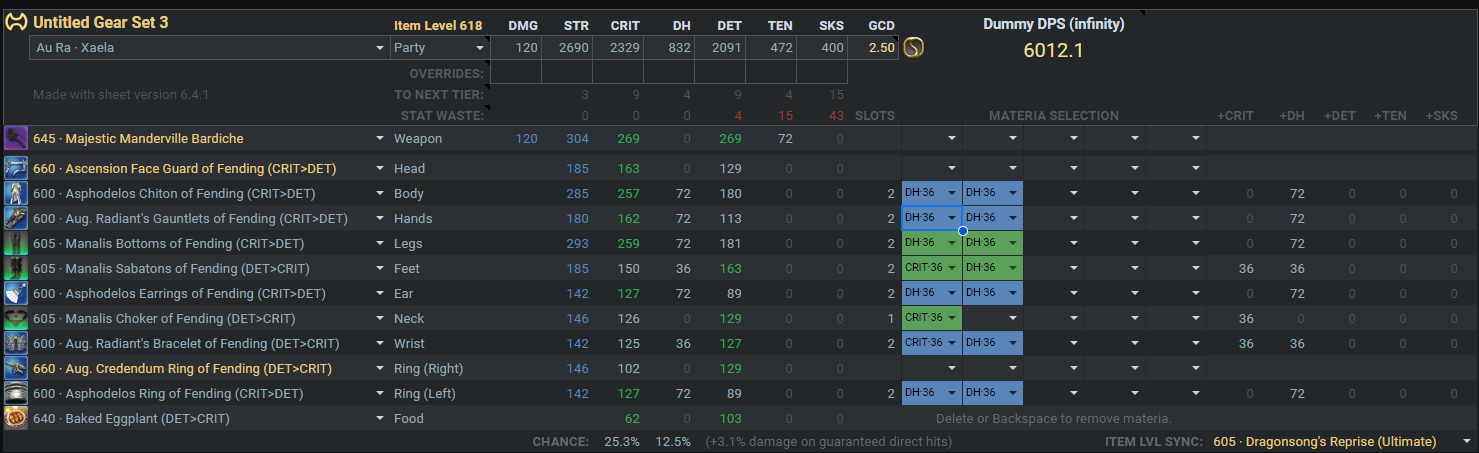 Untitled Gear Set 3 Item Level 618 DMG STR CRIT DH DET TEN SKS GCD Dummy DPS (infinity)
Au Ra · Xaela Party 120 2690 2329 832 2091 472 400 2.50 6012.1
OVERRIDES:
Made with sheet version 6.4.1 TO NEXT TIER: 3 9 4 9 4 15
STAT WASTE: 0 0 0 4 15 43 SLOTS MATERIA SELECTION +CRIT +DH +DET +TEN +SKS
645 · Majestic Manderville Bardiche Weapon 120 304 269 0 269 72 0
660 · Ascension Face Guard of Fending (CRIT>DET) Head 185 163 0 129 0 0
600 · Asphodelos Chiton of Fending (CRIT>DET) Body 285 257 72 180 0 0 2 DH·36 DH·36 0 72 0 0 0
600 · Aug. Radiant's Gauntlets of Fending (CRIT>DET) Hands 180 162 72 113 0 0 2 DH·36 DH·36 0 72 0 0 0
605 · Manalis Bottoms of Fending (CRIT>DET) Legs 293 259 72 181 0 0 2 DH·36 DH·36 0 72 0 0 0
605 · Manalis Sabatons of Fending (DET>CRIT) Feet 185 150 36 163 0 0 2 CRIT·36 DH·36 36 36 0 0 0
600 · Asphodelos Earrings of Fending (CRIT>DET) Ear 142 127 72 89 0 0 2 DH·36 DH·36 0 72 0 0 0
605 · Manalis Choker of Fending (DET>CRIT) Neck 146 126 0 129 0 0 1 CRIT·36 36 0 0 0 0
600 · Aug. Radiant's Bracelet of Fending (DET>CRIT) Wrist 142 125 36 127 0 0 2 CRIT·36 DH·36 36 36 0 0 0
660 · Aug. Credendum Ring of Fending (DET>CRIT) Ring (Right) 146 102 0 129 0 0
600 · Asphodelos Ring of Fending (CRIT>DET) Ring (Left) 142 127 72 89 0 0 2 DH·36 DH·36 0 72 0 0 0
640 · Baked Eggplant (DET>CRIT) Food 62 0 103 0 0 Delete or Backspace to remove materia.
CHANCE: 25.3% 12.5% (+3.1% damage on guaranteed direct hits) ITEM LVL SYNC: 605 · Dragonsong's Reprise (Ultimate)